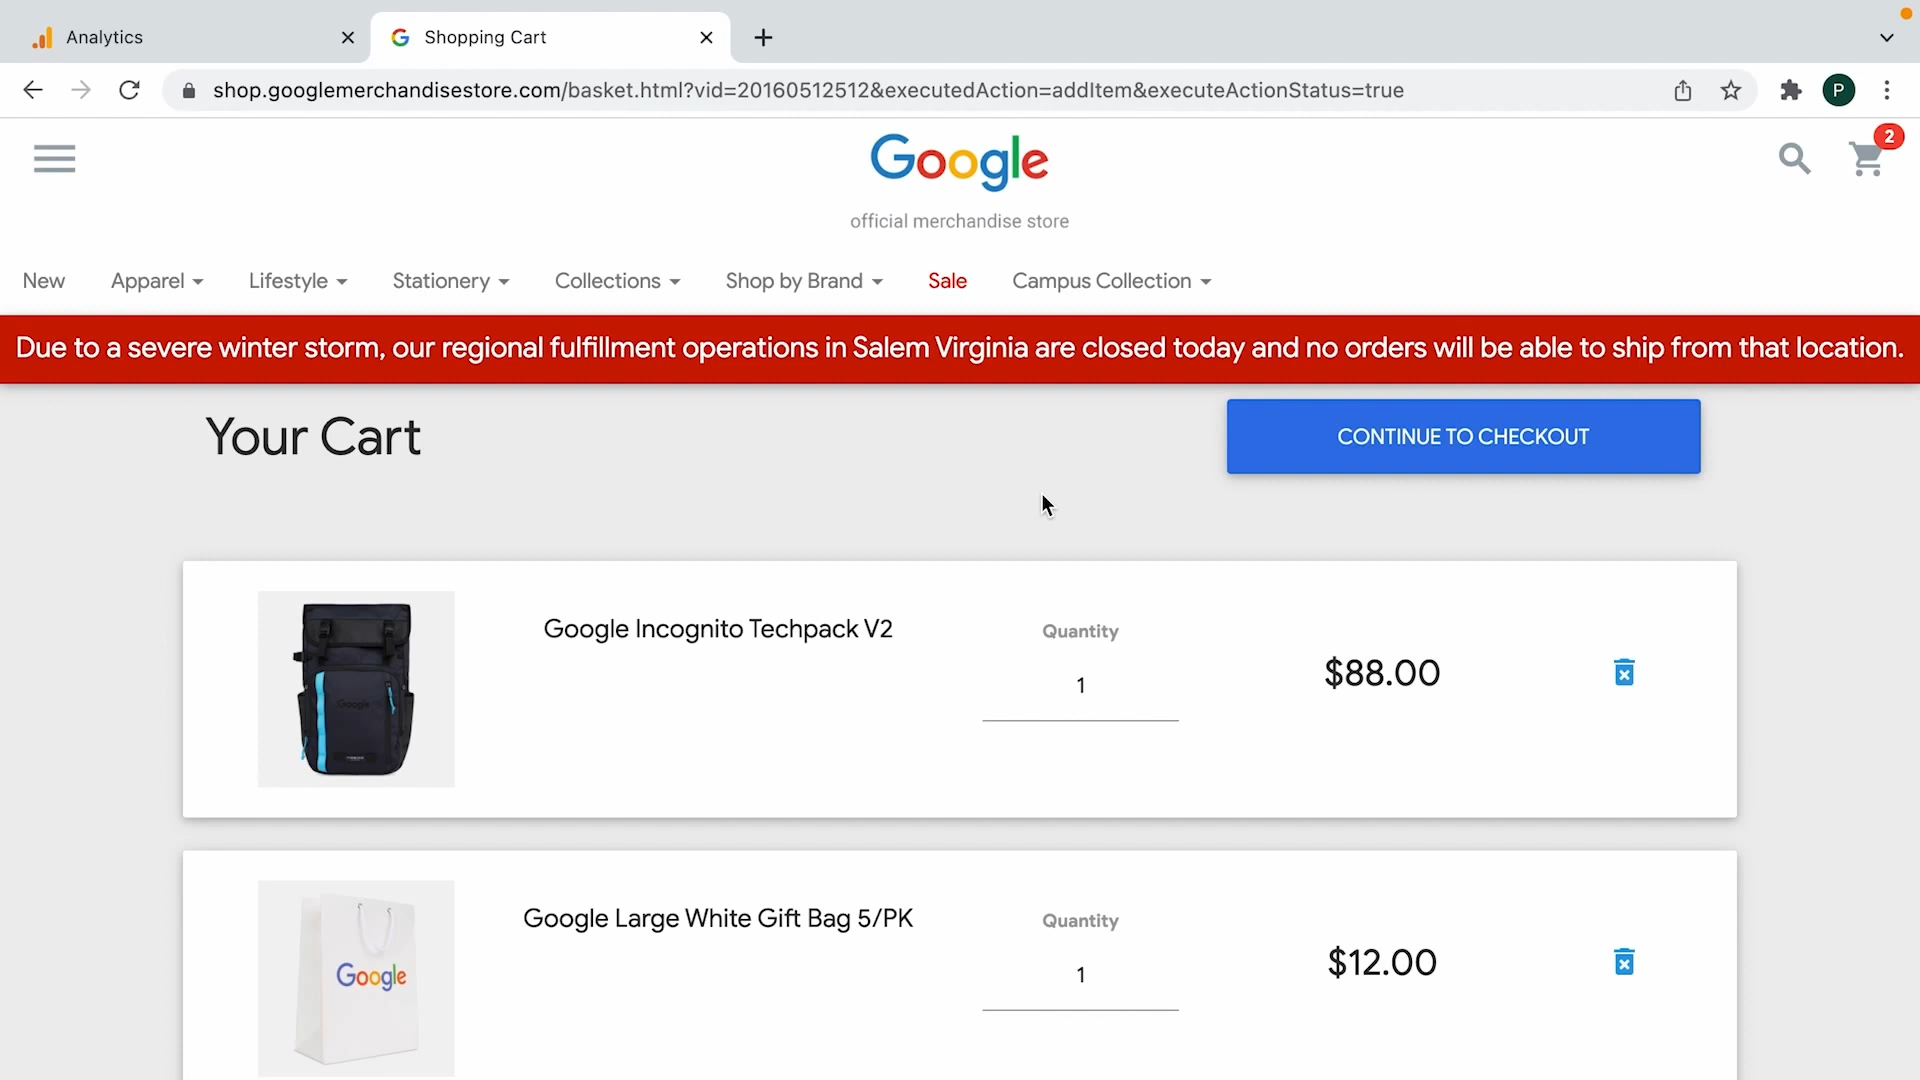 Analytics
Shopping Cart
shop.googlemerchandisestore.com/basket.html?vid=20160512512&executedAction=addItem&executeActionStatus=true
P
2
Google
official merchandise store
New Apparel Lifestyle Stationery Collections Shop by Brand Sale Campus Collection
Due to a severe winter storm, our regional fulfillment operations in Salem Virginia are closed today and no orders will be able to ship from that location.
Your Cart
CONTINUE TO CHECKOUT
Google Incognito Techpack V2
Quantity
1
$88.00
Google
Google Large White Gift Bag 5/PK
Quantity
1
$12.00
Google